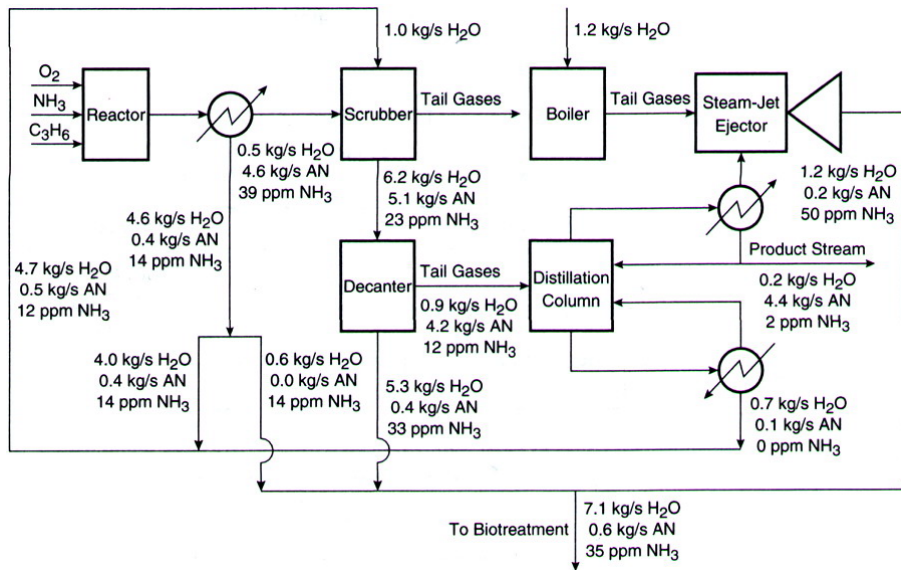 1.0 kg/s H₂O
1.2 kg/s H₂O
O₂
NH₃
C₃H₆
Reactor
Scrubber
Tail Gases
Boiler
Tail Gases
Steam-Jet
Ejector
0.5 kg/s H₂O
4.6 kg/s AN
39 ppm NH₃
6.2 kg/s H₂O
5.1 kg/s AN
23 ppm NH₃
1.2 kg/s H₂O
0.2 kg/s AN
50 ppm NH₃
4.6 kg/s H₂O
0.4 kg/s AN
14 ppm NH₃
4.7 kg/s H₂O
0.5 kg/s AN
12 ppm NH₃
Decanter
Tail Gases
0.9 kg/s H₂O
4.2 kg/s AN
12 ppm NH₃
Distillation
Column
Product Stream
0.2 kg/s H₂O
4.4 kg/s AN
2 ppm NH₃
4.0 kg/s H₂O
0.4 kg/s AN
14 ppm NH₃
0.6 kg/s H₂O
0.0 kg/s AN
14 ppm NH₃
5.3 kg/s H₂O
0.4 kg/s AN
33 ppm NH₃
0.7 kg/s H₂O
0.1 kg/s AN
0 ppm NH₃
To Biotreatment
7.1 kg/s H₂O
0.6 kg/s AN
35 ppm NH₃